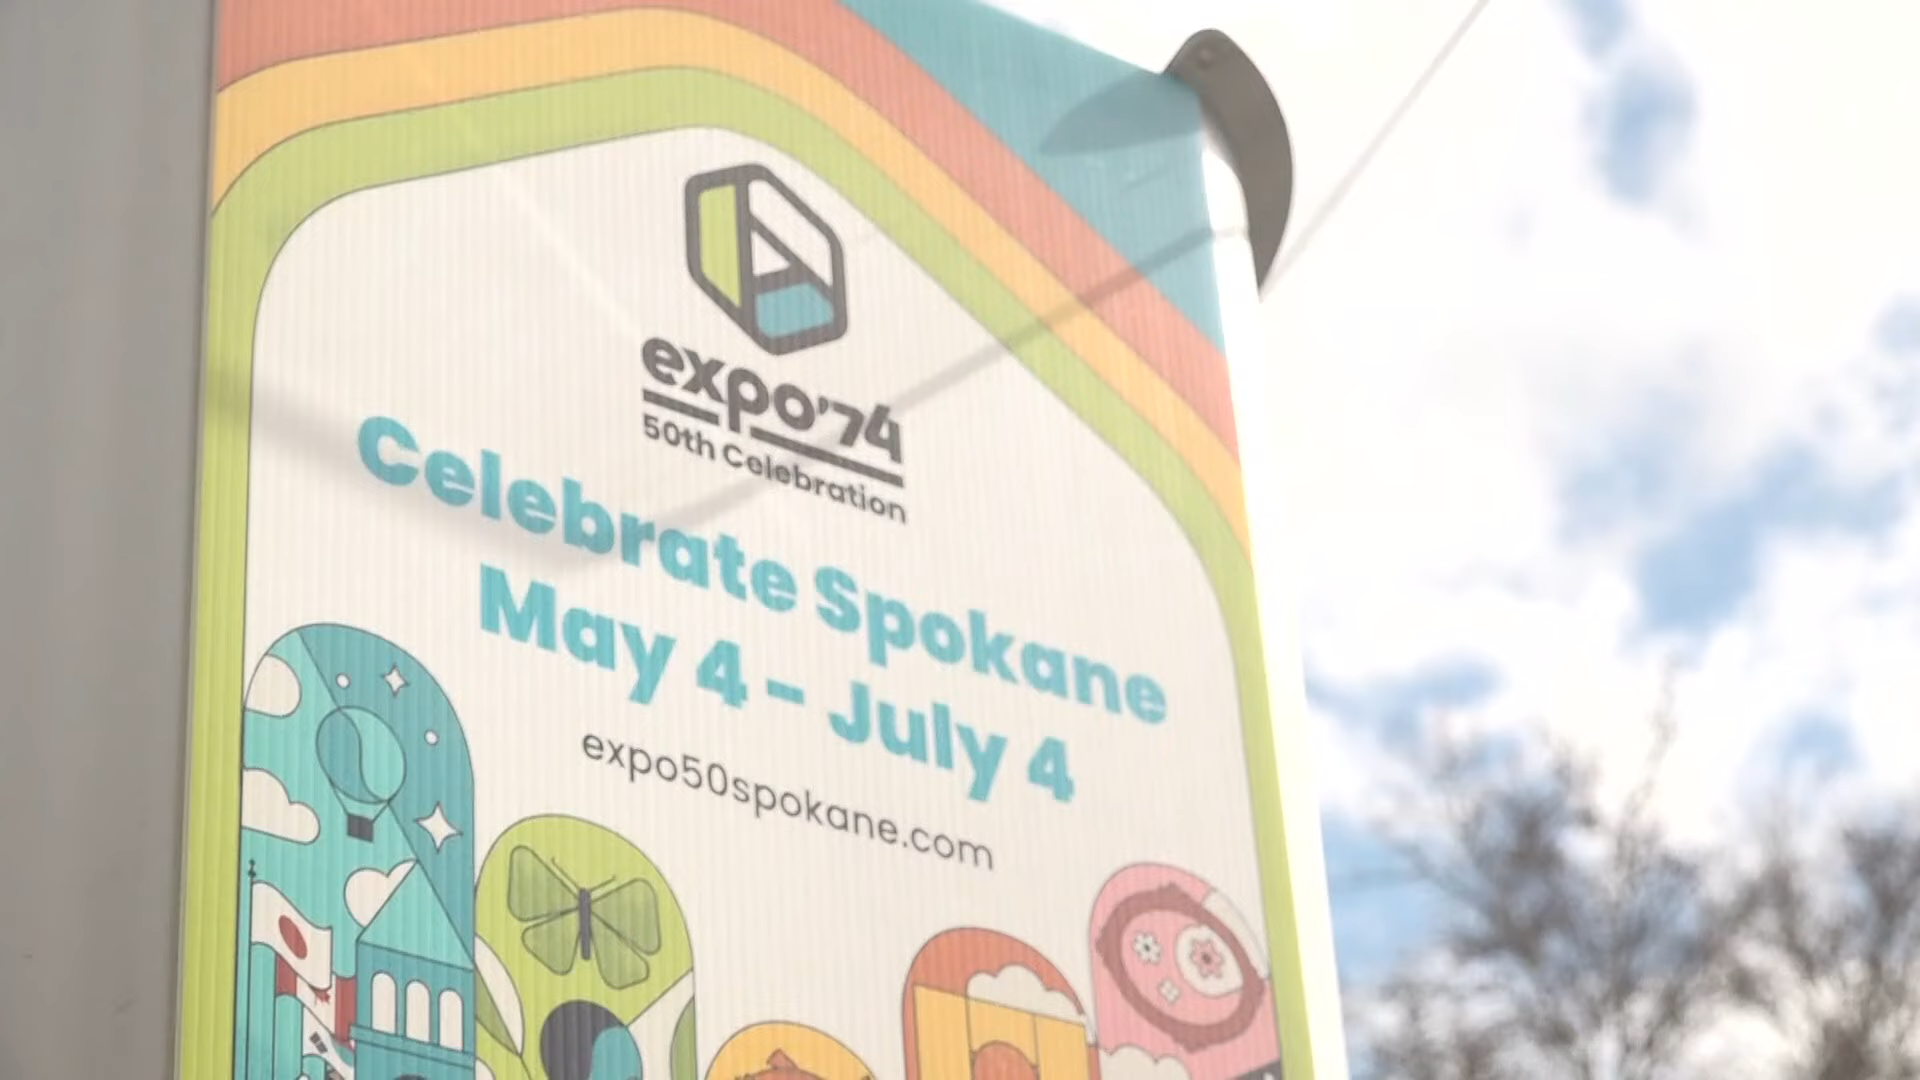 expo'74
50th Celebration
Celebrate Spokane
May 4 - July 4
expo50spokane.com